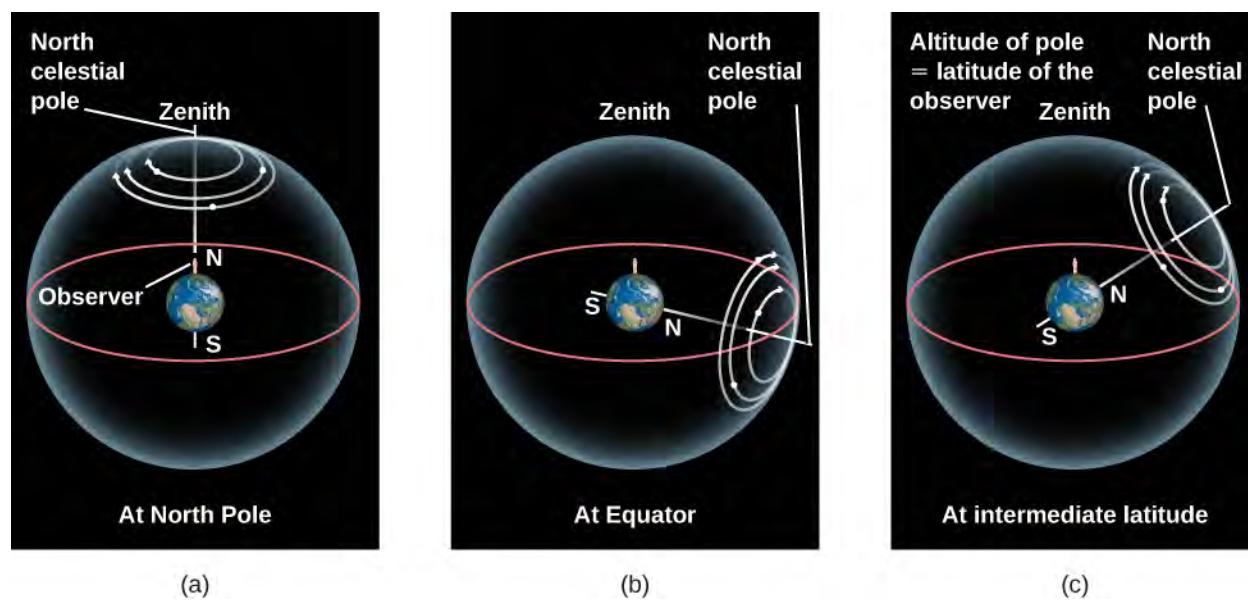 North
celestial
pole
Zenith
N
Observer
S
At North Pole
(a)
North
celestial
pole
Zenith
S
N
At Equator
(b)
Altitude of pole
= latitude of the
observer
North
celestial
pole
Zenith
N
S
At intermediate latitude
(c)